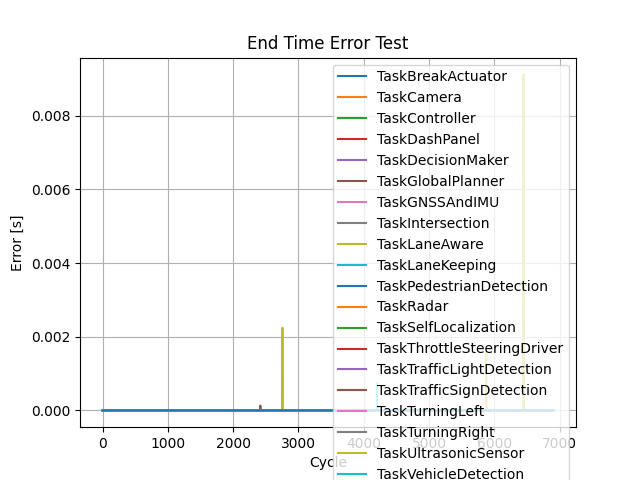 End Time Error Test
Error [s]
0.008
0.006
0.004
0.002
0.000
TaskBreakActuator
TaskCamera
TaskController
TaskDashPanel
TaskDecisionMaker
TaskGlobalPlanner
TaskGNSSAndIMU
TaskIntersection
TaskLaneAware
TaskLaneKeeping
TaskPedestrianDetection
TaskRadar
TaskSelfLocalization
TaskThrottleSteeringDriver
TaskTrafficLightDetection
TaskTrafficSignDetection
TaskTurningLeft
TaskTurningRight
TaskUltrasonicSensor
TaskVehicleDetection
0 1000 2000 3000 4000 5000 6000 7000
Cycle